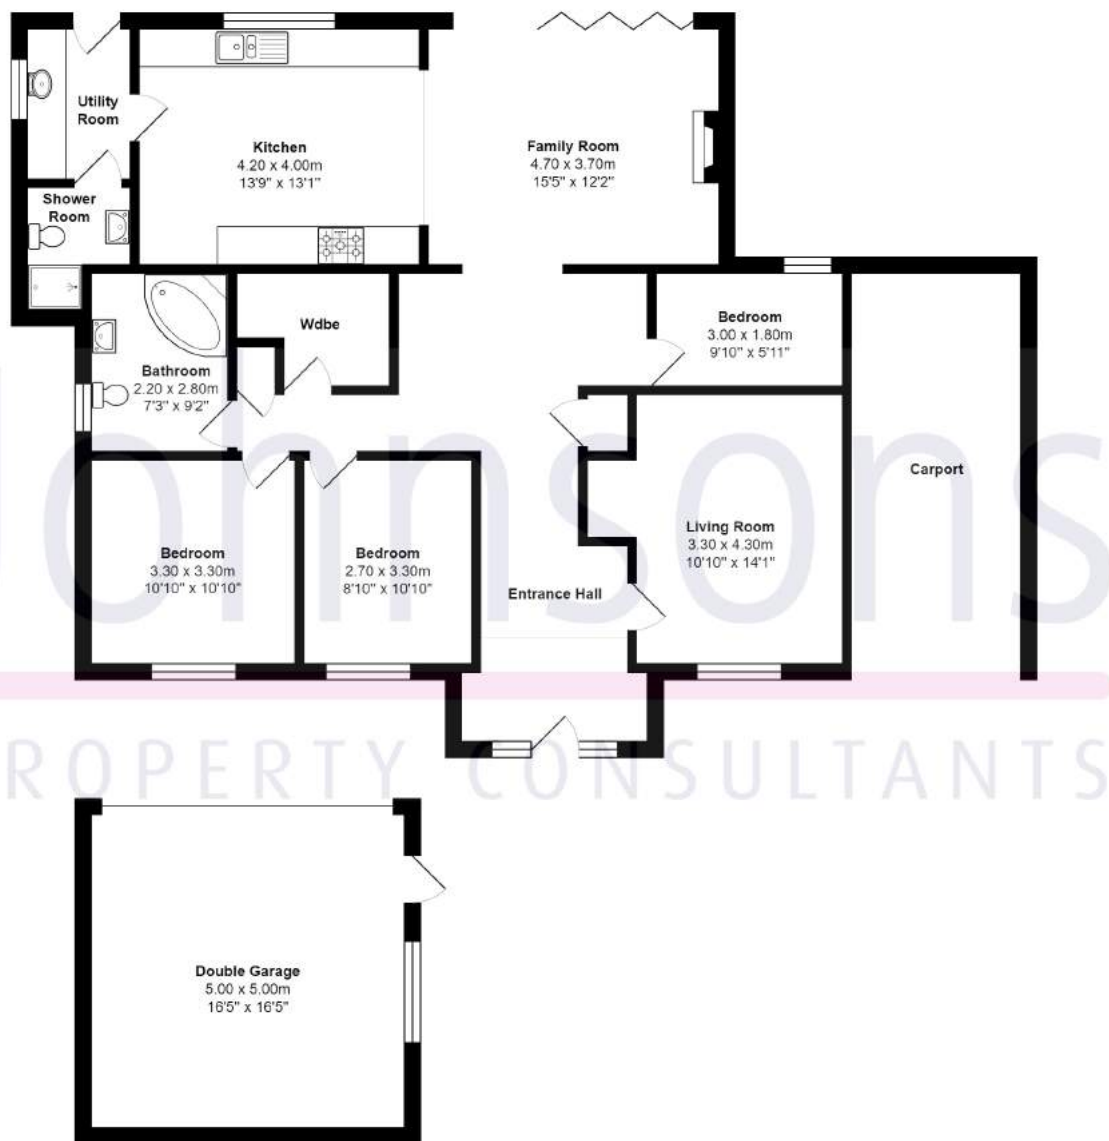 Utility
Room
Kitchen
4.20 x 4.00m
13'9" x 13'1"
Family Room
4.70 x 3.70m
15'5" x 12'2"
Shower
Room
Wdbe
Bedroom
3.00 x 1.80m
9'10" x 5'11"
Bathroom
2.20 x 2.80m
7'3" x 9'2"
Carport
Living Room
3.30 x 4.30m
10'10" x 14'1"
Bedroom
3.30 x 3.30m
10'10" x 10'10"
Bedroom
2.70 x 3.30m
8'10" x 10'10"
Entrance Hall
Johnsons
ROPERTY CONSULTANTS
Double Garage
5.00 x 5.00m
16'5" x 16'5"